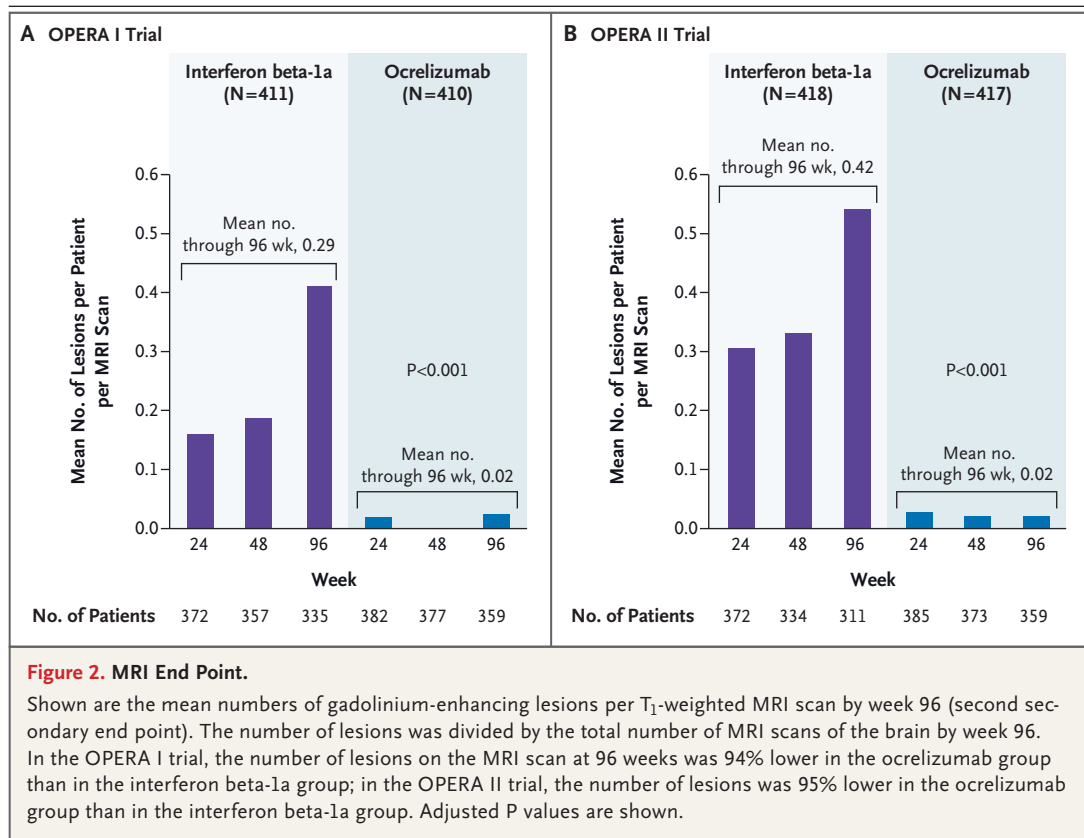 A OPERA I Trial
Interferon beta-1a
(N=411)
Ocrelizumab
(N=410)
Mean No. of Lesions per Patient
per MRI Scan
0.6
0.5
0.4
0.3
0.2
0.1
0.0
Mean no.
through 96 wk, 0.29
P<0.001
Mean no.
through 96 wk, 0.02
24 48 96 24 48 96
Week
No. of Patients 372 357 335 382 377 359
B OPERA II Trial
Interferon beta-1a
(N=418)
Ocrelizumab
(N=417)
Mean No. of Lesions per Patient
per MRI Scan
0.6
0.5
0.4
0.3
0.2
0.1
0.0
Mean no.
through 96 wk, 0.42
P<0.001
Mean no.
through 96 wk, 0.02
24 48 96 24 48 96
Week
372 334 311 385 373 359
Figure 2. MRI End Point.
Shown are the mean numbers of gadolinium-enhancing lesions per T1-weighted MRI scan by week 96 (second sec-
ondary end point). The number of lesions was divided by the total number of MRI scans of the brain by week 96.
In the OPERA I trial, the number of lesions on the MRI scan at 96 weeks was 94% lower in the ocrelizumab group
than in the interferon beta-1a group; in the OPERA II trial, the number of lesions was 95% lower in the ocrelizumab
group than in the interferon beta-1a group. Adjusted P values are shown.